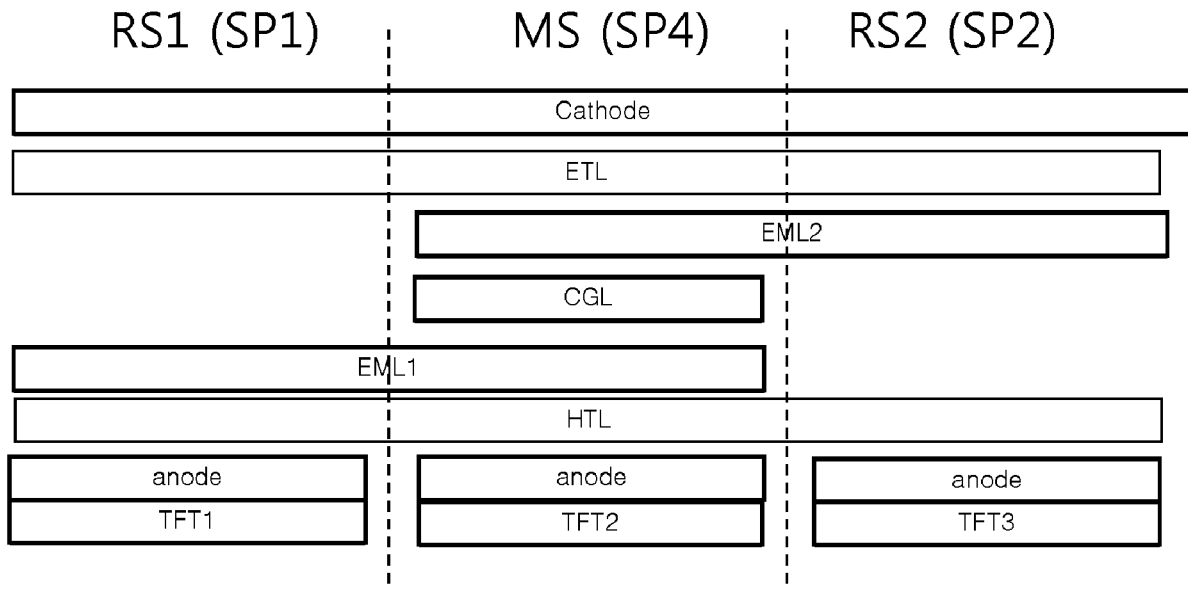 RS1 (SP1) MS (SP4) RS2 (SP2)
Cathode
ETL
EML2
CGL
EML1
HTL
anode anode anode
TFT1 TFT2 TFT3